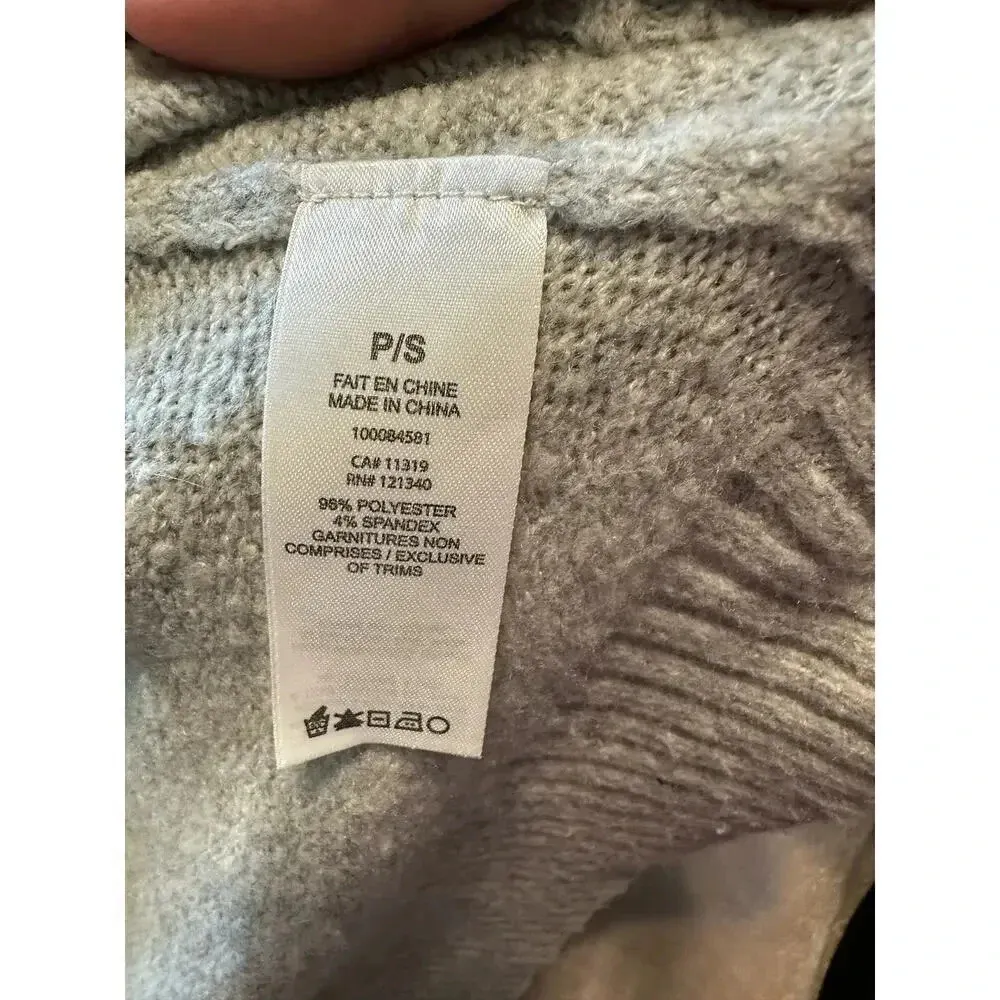 P/S
FAIT EN CHINE
MADE IN CHINA
100084581
CA# 11319
RN# 121340
96% POLYESTER
4% SPANDEX
GARNITURES NON
COMPRISES / EXCLUSIVE
OF TRIMS